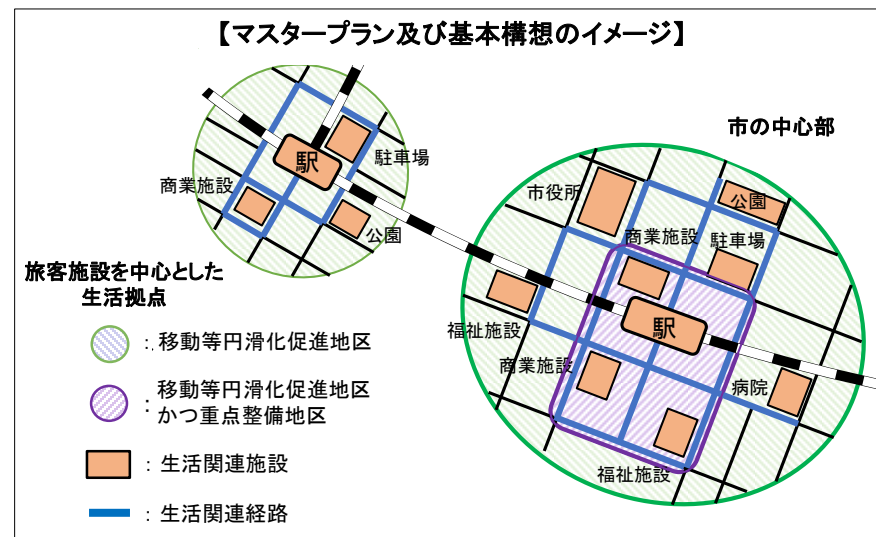 【マスタープラン及び基本構想のイメージ】
市の中心部
駅
駐車場
商業施設
公園
市役所
公園
商業施設
駐車場
旅客施設を中心とした
生活拠点
福祉施設
駅
商業施設
病院
福祉施設
：移動等円滑化促進地区
：移動等円滑化促進地区
かつ重点整備地区
：生活関連施設
：生活関連経路